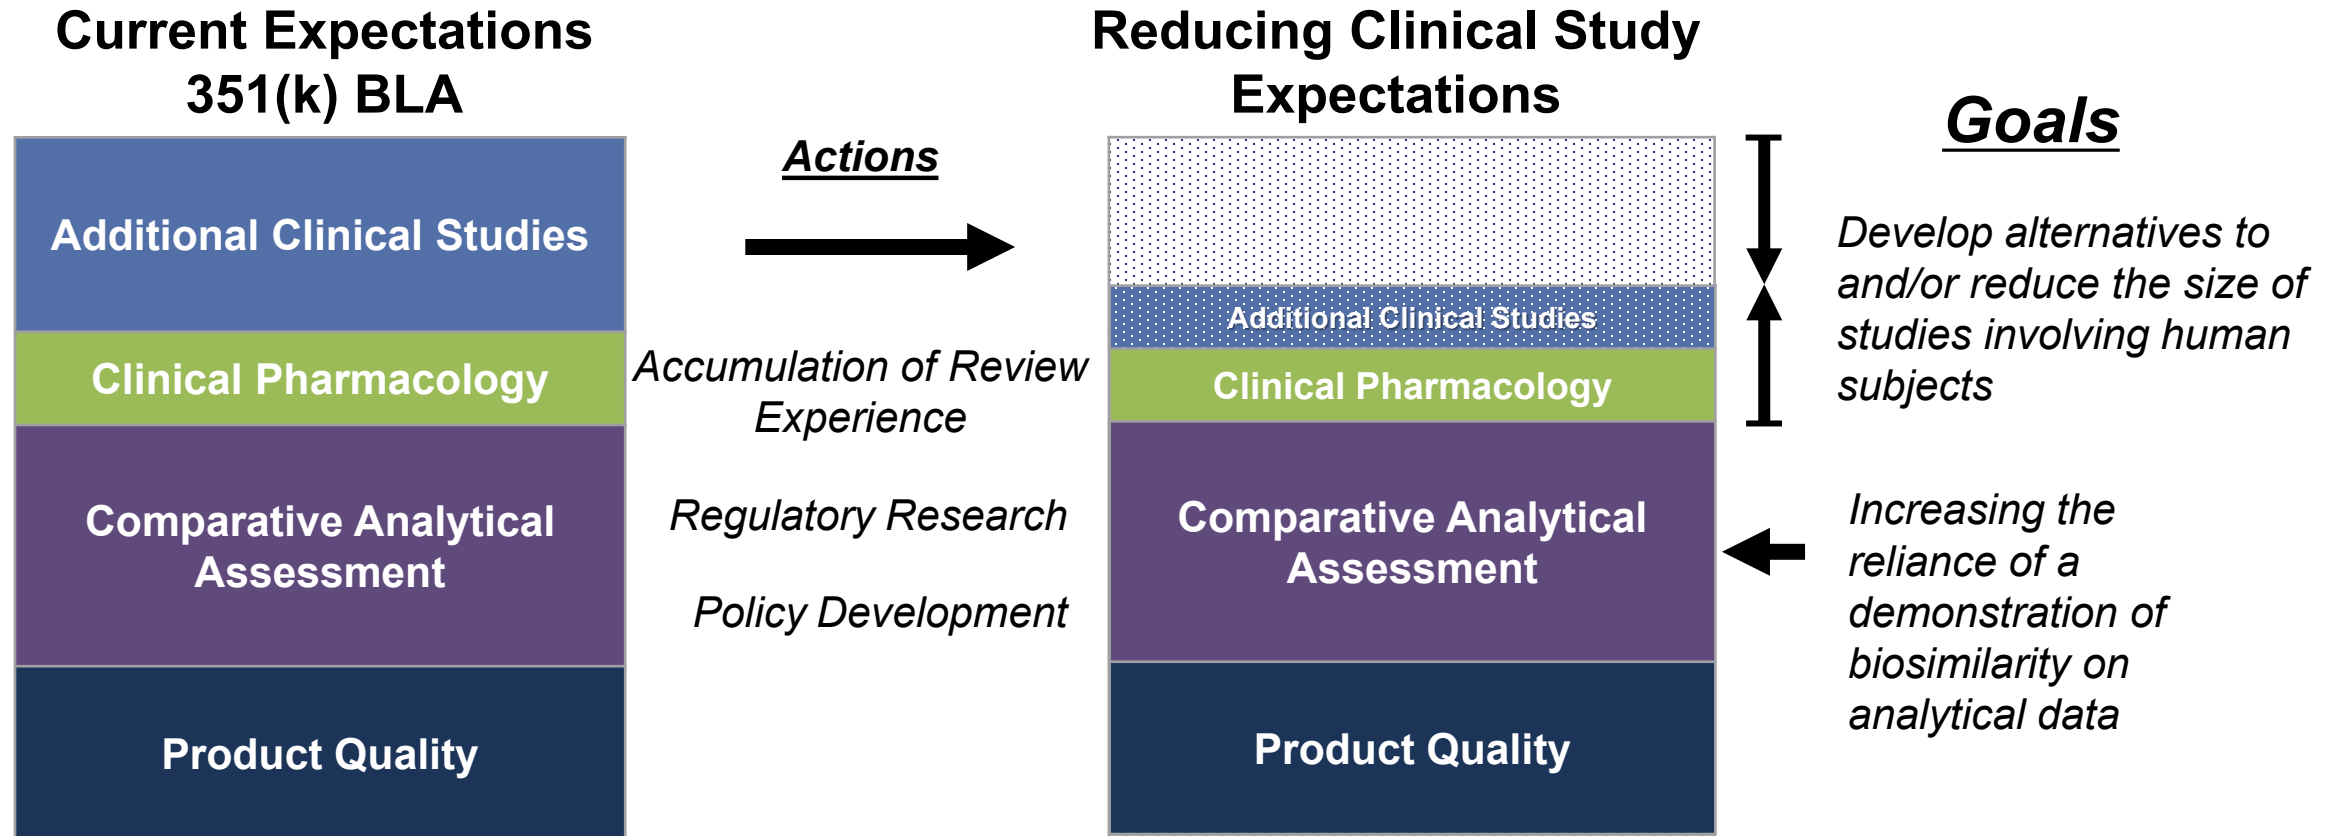 Current Expectations
351(k) BLA
Additional Clinical Studies
Clinical Pharmacology
Comparative Analytical
Assessment
Product Quality
Actions
Accumulation of Review
Experience
Regulatory Research
Policy Development
Reducing Clinical Study
Expectations
Additional Clinical Studies
Clinical Pharmacology
Comparative Analytical
Assessment
Product Quality
Goals
Develop alternatives to
and/or reduce the size of
studies involving human
subjects
Increasing the
reliance of a
demonstration of
biosimilarity on
analytical data